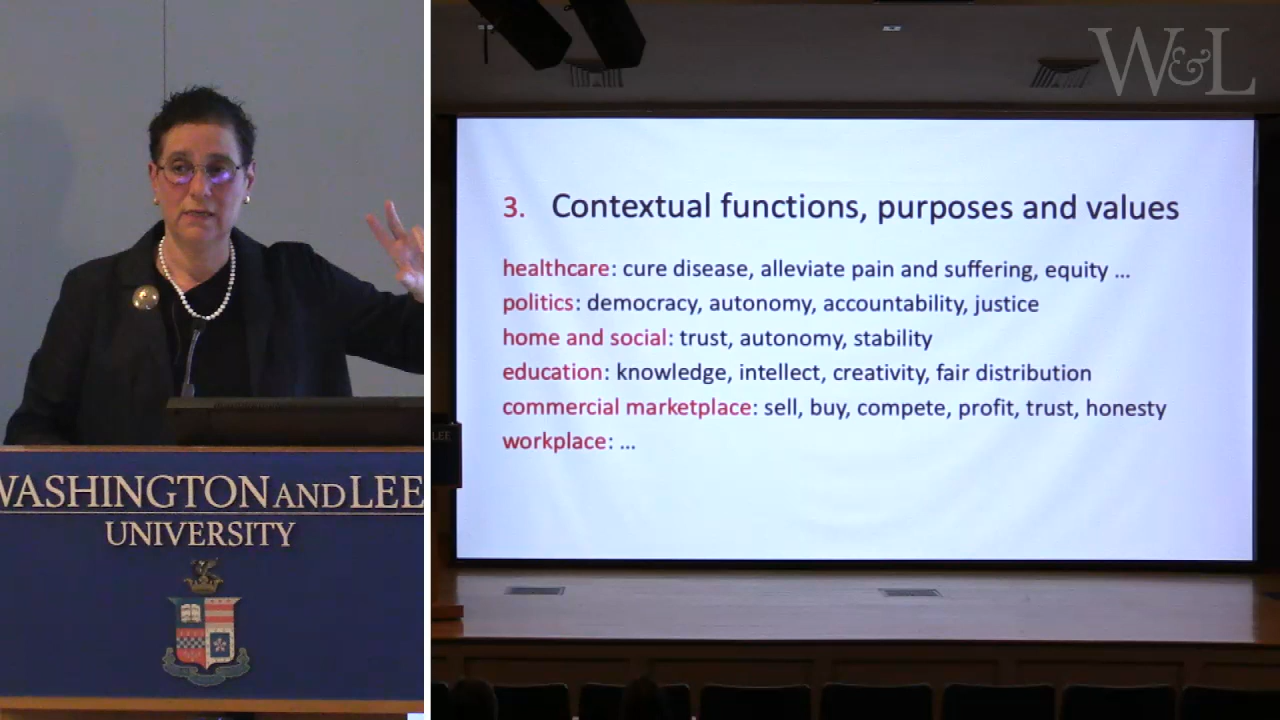 WASHINGTON AND LEE
UNIVERSITY
W&L
3. Contextual functions, purposes and values
healthcare: cure disease, alleviate pain and suffering, equity ...
politics: democracy, autonomy, accountability, justice
home and social: trust, autonomy, stability
education: knowledge, intellect, creativity, fair distribution
commercial marketplace: sell, buy, compete, profit, trust, honesty
workplace: ...
LEE